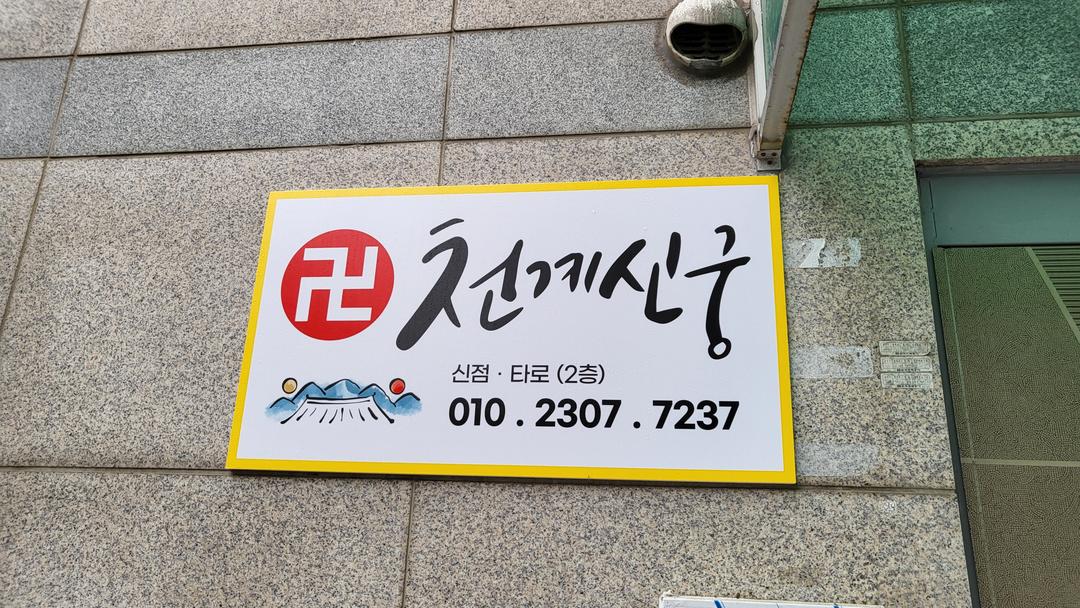 卍 천계신궁
신점 · 타로 (2층)
010 . 2307 . 7237